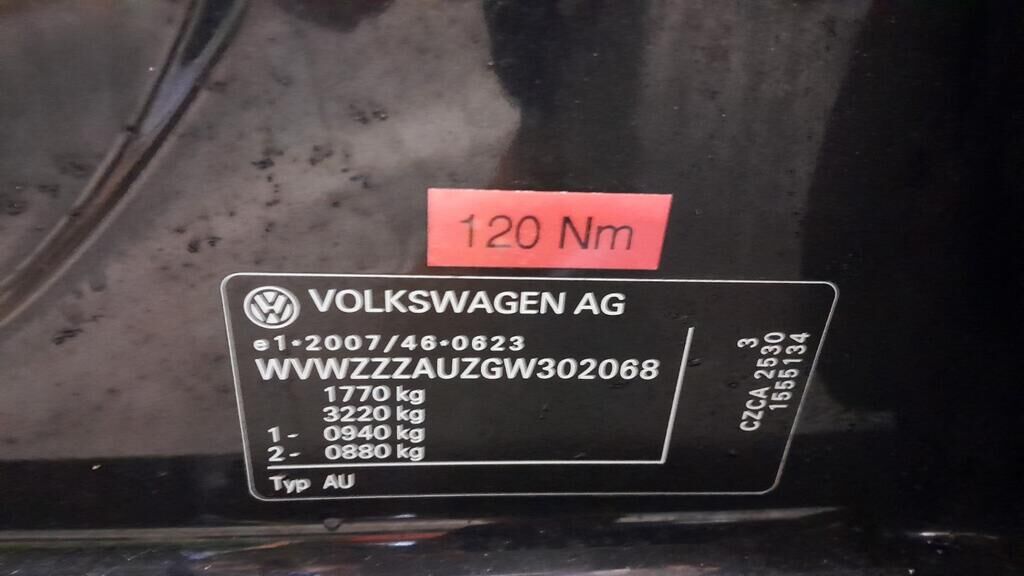 120 Nm
VOLKSWAGEN AG
e1*2007/46*0623
WVWZZZAUZGW302068
1770 kg
3220 kg
1- 0940 kg
2- 0880 kg
Typ AU
3
CZCA 2530
1555134